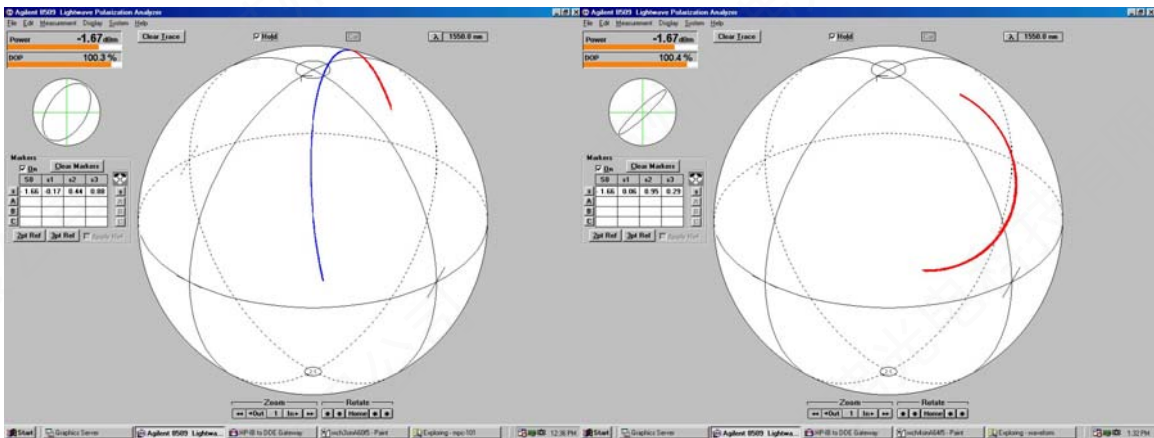 Agilent 8509 Lightwave Polarization Analyzer
File Edit Measurement Display System Help
Power -1.67 dBm
DOP 100.3 %
Clear Trace
Hold
Cal
λ 1550.0 nm
Markers
On
Clear Markers
S0 s1 s2 s3
-1.66 -0.17 0.44 0.88
A
B
C
2pt Ref 3pt Ref Apply Ref
Zoom Rotate
Out 1 In Home
Start Graphics Server Agilent 8509 Lightwa... HP-IB to DDE Gateway Paint Exploring - mpc-101 12:36 PM
Agilent 8509 Lightwave Polarization Analyzer
File Edit Measurement Display System Help
Power -1.67 dBm
DOP 100.4 %
Clear Trace
Hold
Cal
λ 1550.0 nm
Markers
On
Clear Markers
S0 s1 s2 s3
-1.66 0.06 0.95 0.29
A
B
C
2pt Ref 3pt Ref Apply Ref
Zoom Rotate
Out 1 In Home
Start Graphics Server Agilent 8509 Lightwa... HP-IB to DDE Gateway Paint Exploring - waveform 1:32 PM